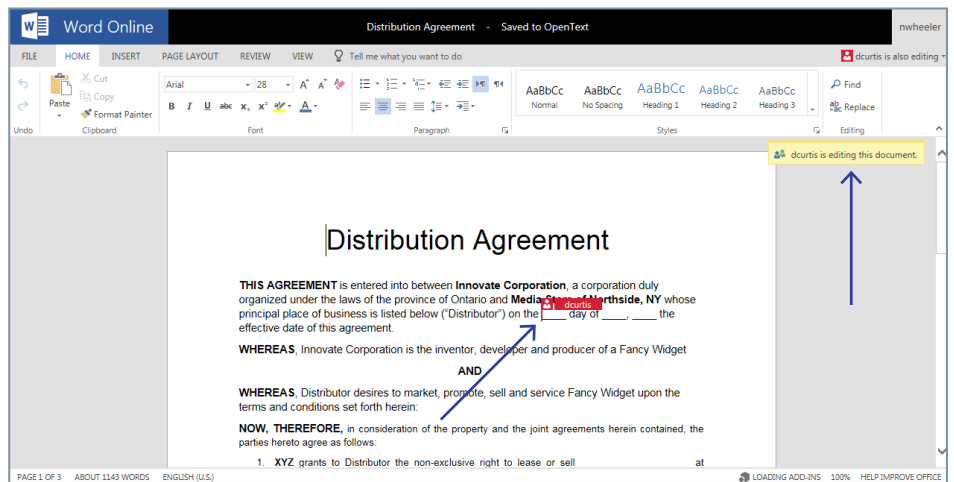 Word Online
Distribution Agreement - Saved to OpenText
nwheeler
FILE HOME INSERT PAGE LAYOUT REVIEW VIEW Tell me what you want to do
dcurtis is also editing
Cut
Copy
Format Painter
Paste
Undo
Clipboard
Arial 28
B I U abc x₂ x² A
Font
Paragraph
AaBbCc AaBbCc AaBbCc AaBbCc AaBbCc
Normal No Spacing Heading 1 Heading 2 Heading 3
Styles
Find
Replace
Editing
dcurtis is editing this document.
Distribution Agreement
THIS AGREEMENT is entered into between Innovate Corporation, a corporation duly
organized under the laws of the province of Ontario and Media Store of Northside, NY whose
dcurtis
principal place of business is listed below ("Distributor") on the ____ day of ____, ____ the
effective date of this agreement.
WHEREAS, Innovate Corporation is the inventor, developer and producer of a Fancy Widget
AND
WHEREAS, Distributor desires to market, promote, sell and service Fancy Widget upon the
terms and conditions set forth herein:
NOW, THEREFORE, in consideration of the property and the joint agreements herein contained, the
parties hereto agree as follows:
1. XYZ grants to Distributor the non-exclusive right to lease or sell at
PAGE 1 OF 3 ABOUT 1143 WORDS ENGLISH (U.S.)
LOADING ADD-INS 100% HELP IMPROVE OFFICE